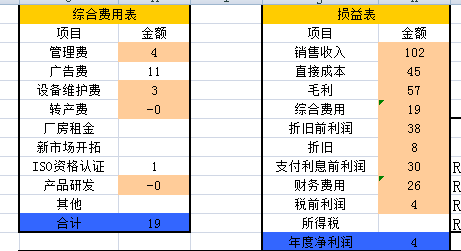 综合费用表
项目 金额
管理费 4
广告费 11
设备维护费 3
转产费 -0
厂房租金
新市场开拓
ISO资格认证 1
产品研发 -0
其他
合计 19
损益表
项目 金额
销售收入 102
直接成本 45
毛利 57
综合费用 19
折旧前利润 38
折旧 8
支付利息前利润 30
财务费用 26
税前利润 4
所得税
年度净利润 4
R
R
R
R